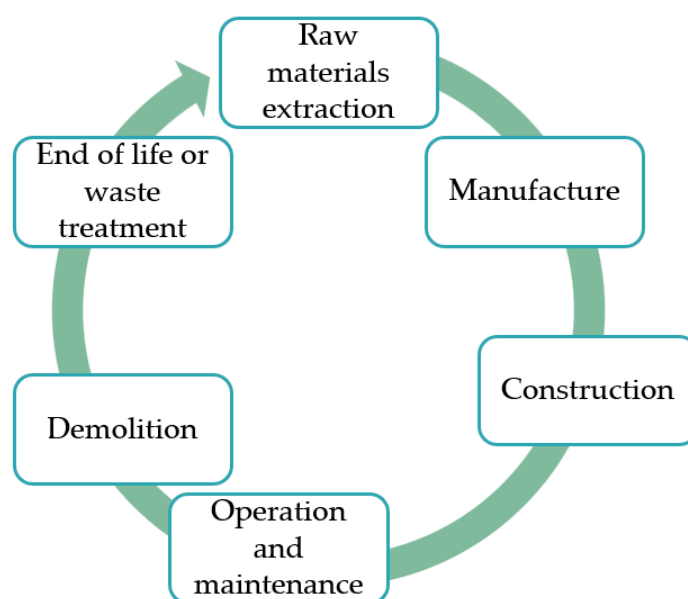 Raw
materials
extraction
Manufacture
Construction
Operation
and
maintenance
Demolition
End of life or
waste
treatment